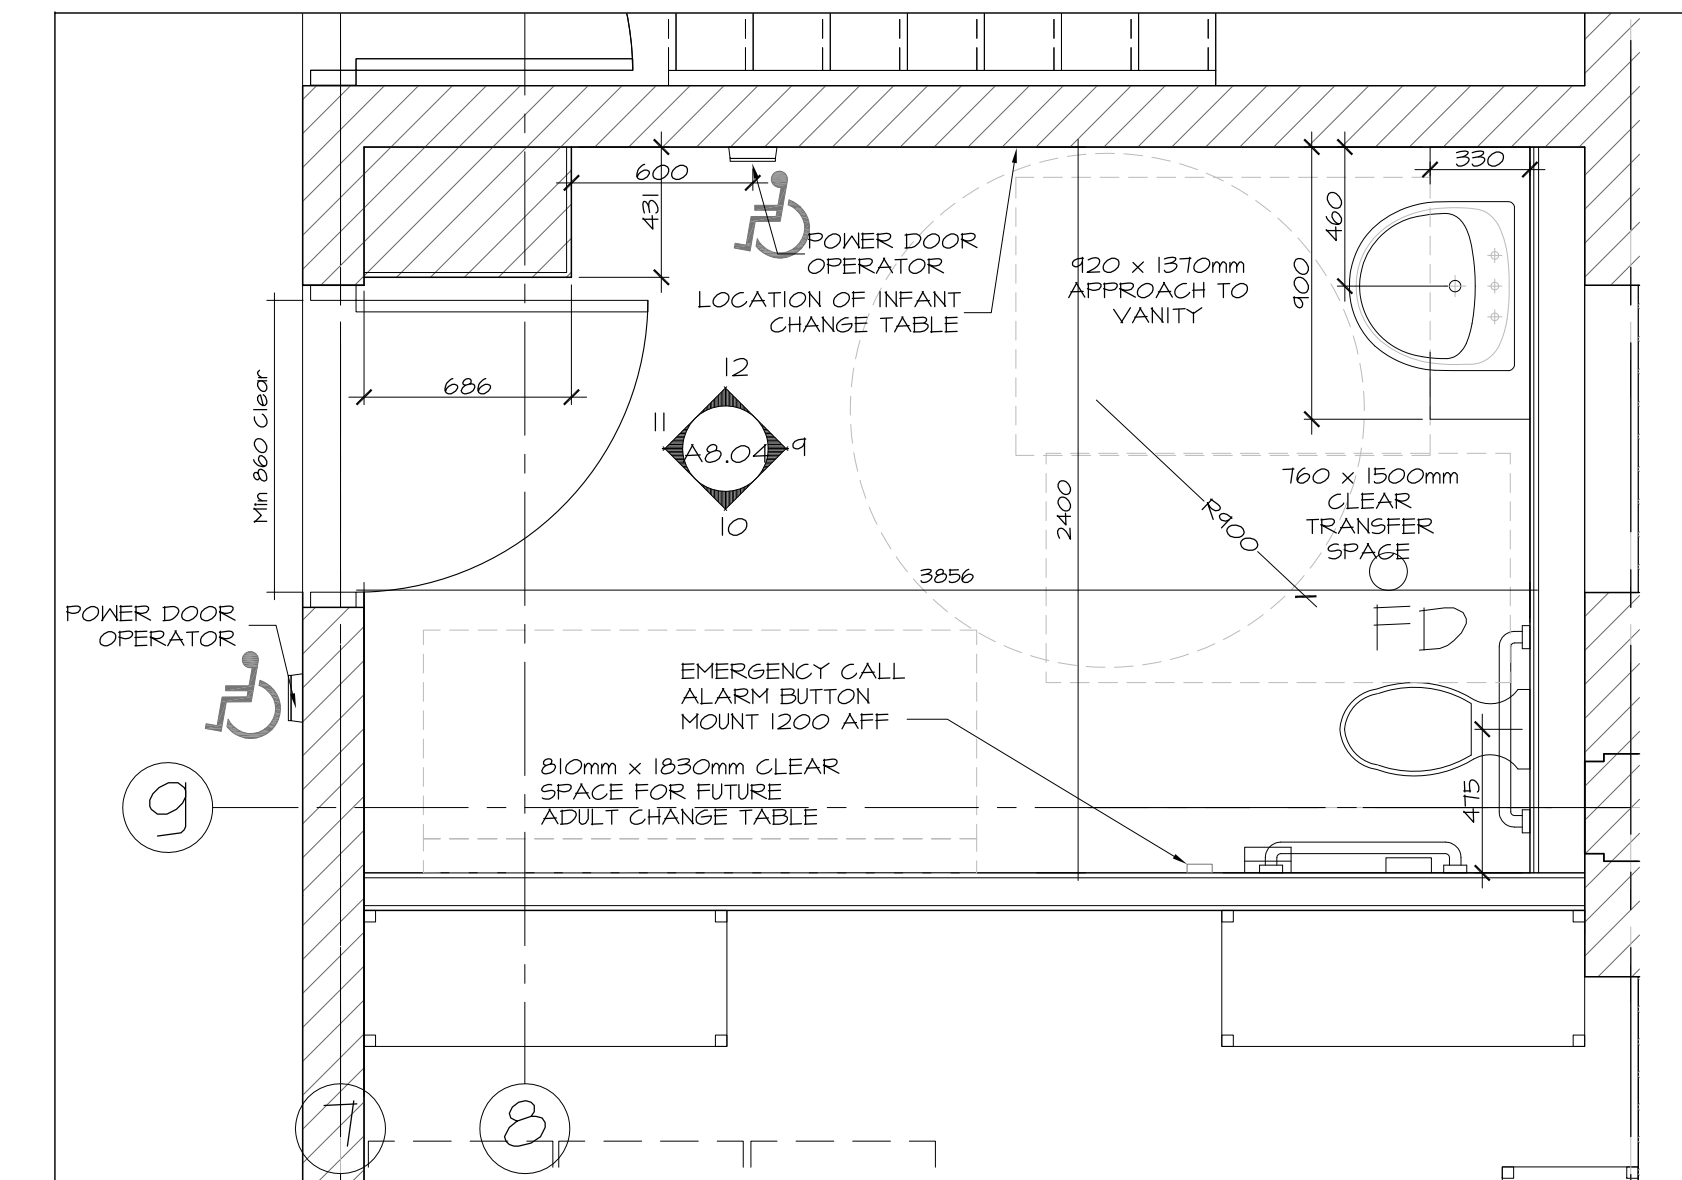 600
431
330
460
900
POWER DOOR
OPERATOR
LOCATION OF INFANT
CHANGE TABLE
920 x 1370mm
APPROACH TO
VANITY
686
Min 860 Clear
12
11
A8.04
9
10
2400
R900
760 x 1500mm
CLEAR
TRANSFER
SPACE
3856
FD
POWER DOOR
OPERATOR
EMERGENCY CALL
ALARM BUTTON
MOUNT 1200 AFF
810mm x 1830mm CLEAR
SPACE FOR FUTURE
ADULT CHANGE TABLE
475
9
7
8